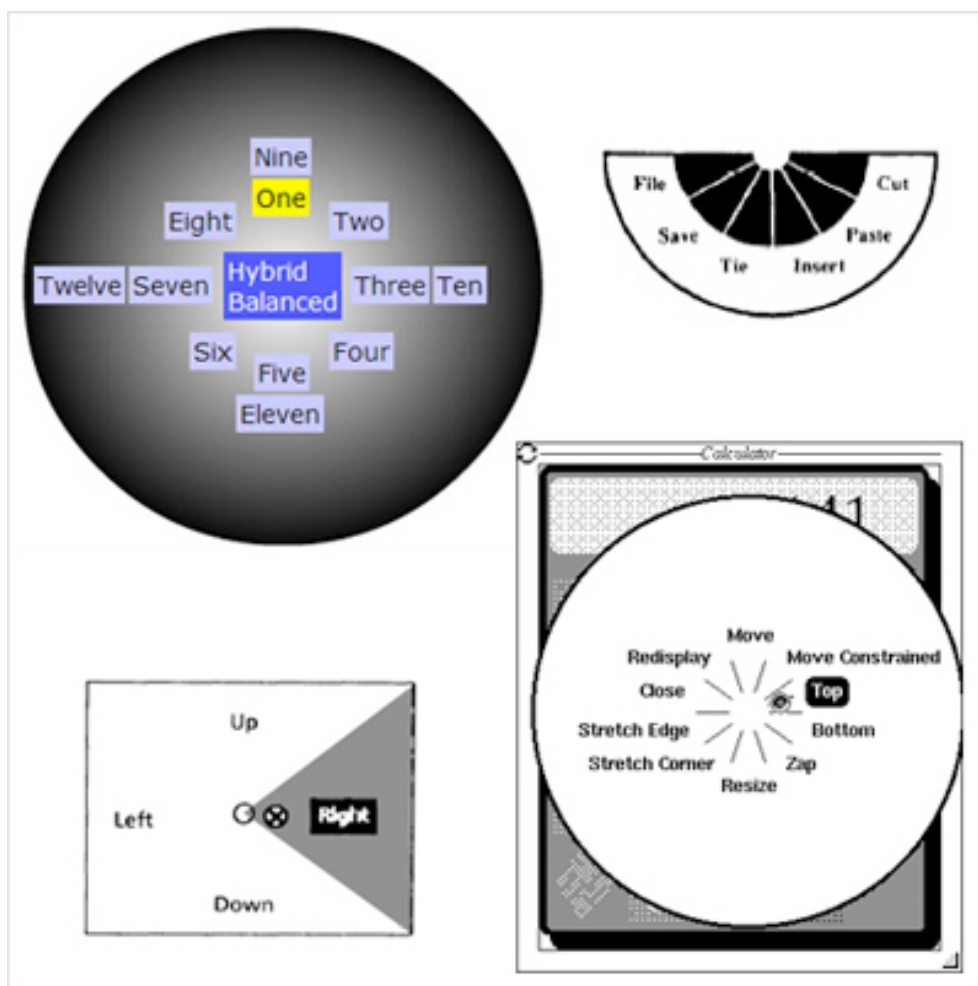 Nine
One
Eight Two
Twelve Seven Hybrid Three Ten
Balanced
Six Four
Five
Eleven
File Cut
Save Paste
Tie Insert
Calculator
Move
Redisplay Move Constrained
Close Top
Stretch Edge Bottom
Stretch Corner Zap
Resize
Up
Left Right
Down